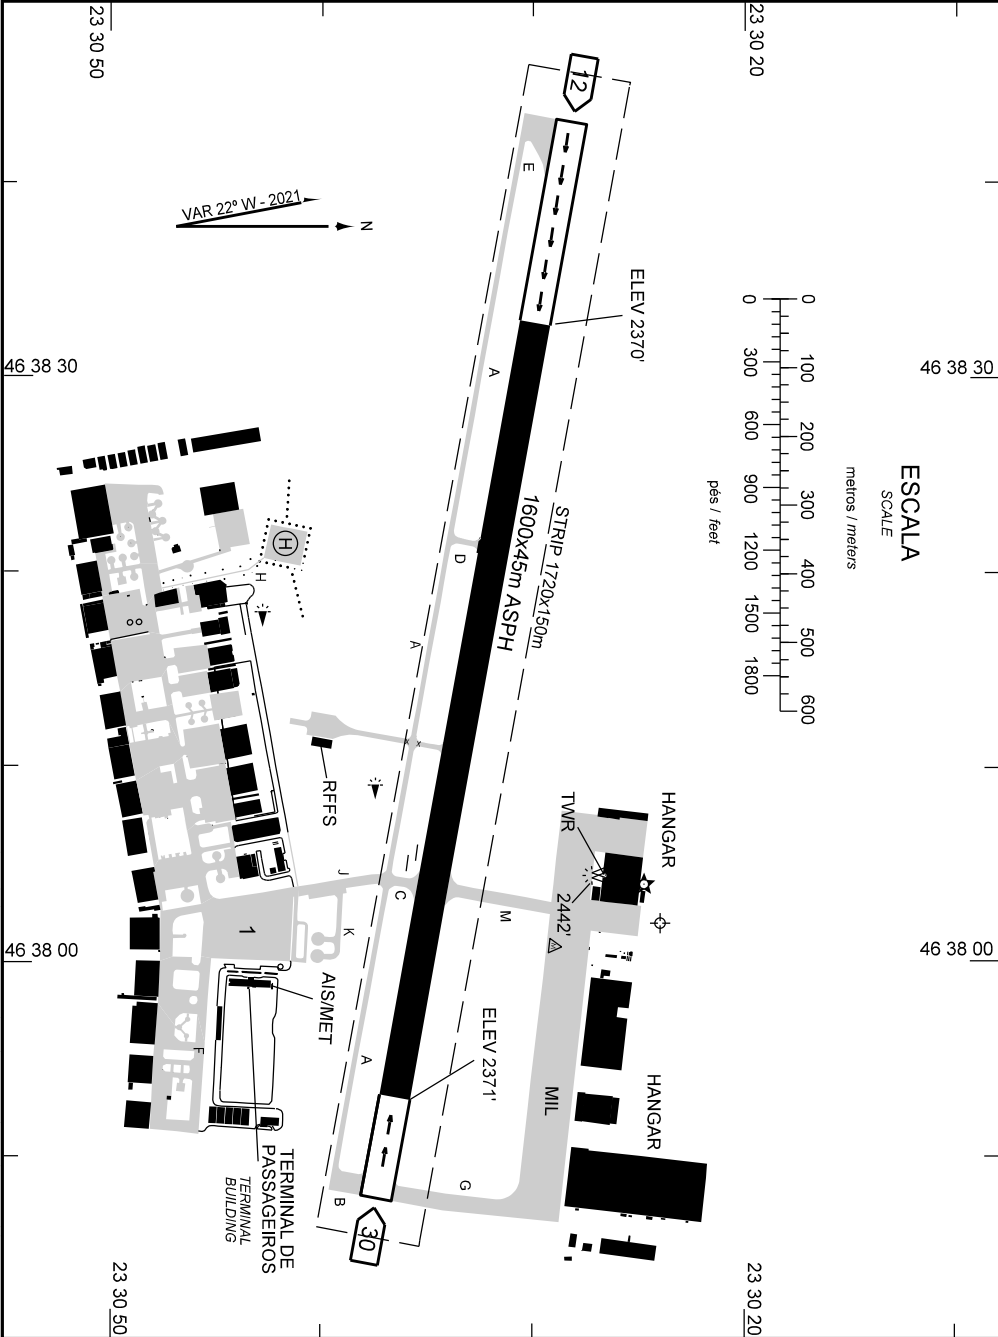 23 30 50
23 30 20
12
E
VAR 22° W - 2021
N
ELEV 2370'
0
100
200
300
400
500
600
0
300
600
900
1200
1500
1800
ESCALA
SCALE
metros / meters
pés / feet
46 38 30
46 38 30
A
STRIP 1720x150m
1600x45m ASPH
D
H
H
A
RFFS
TWR
HANGAR
2442'
J
C
M
K
1
46 38 00
46 38 00
AIS/MET
A
ELEV 2371'
F
MIL
HANGAR
TERMINAL DE
PASSAGEIROS
TERMINAL
BUILDING
B
G
30
23 30 50
23 30 20